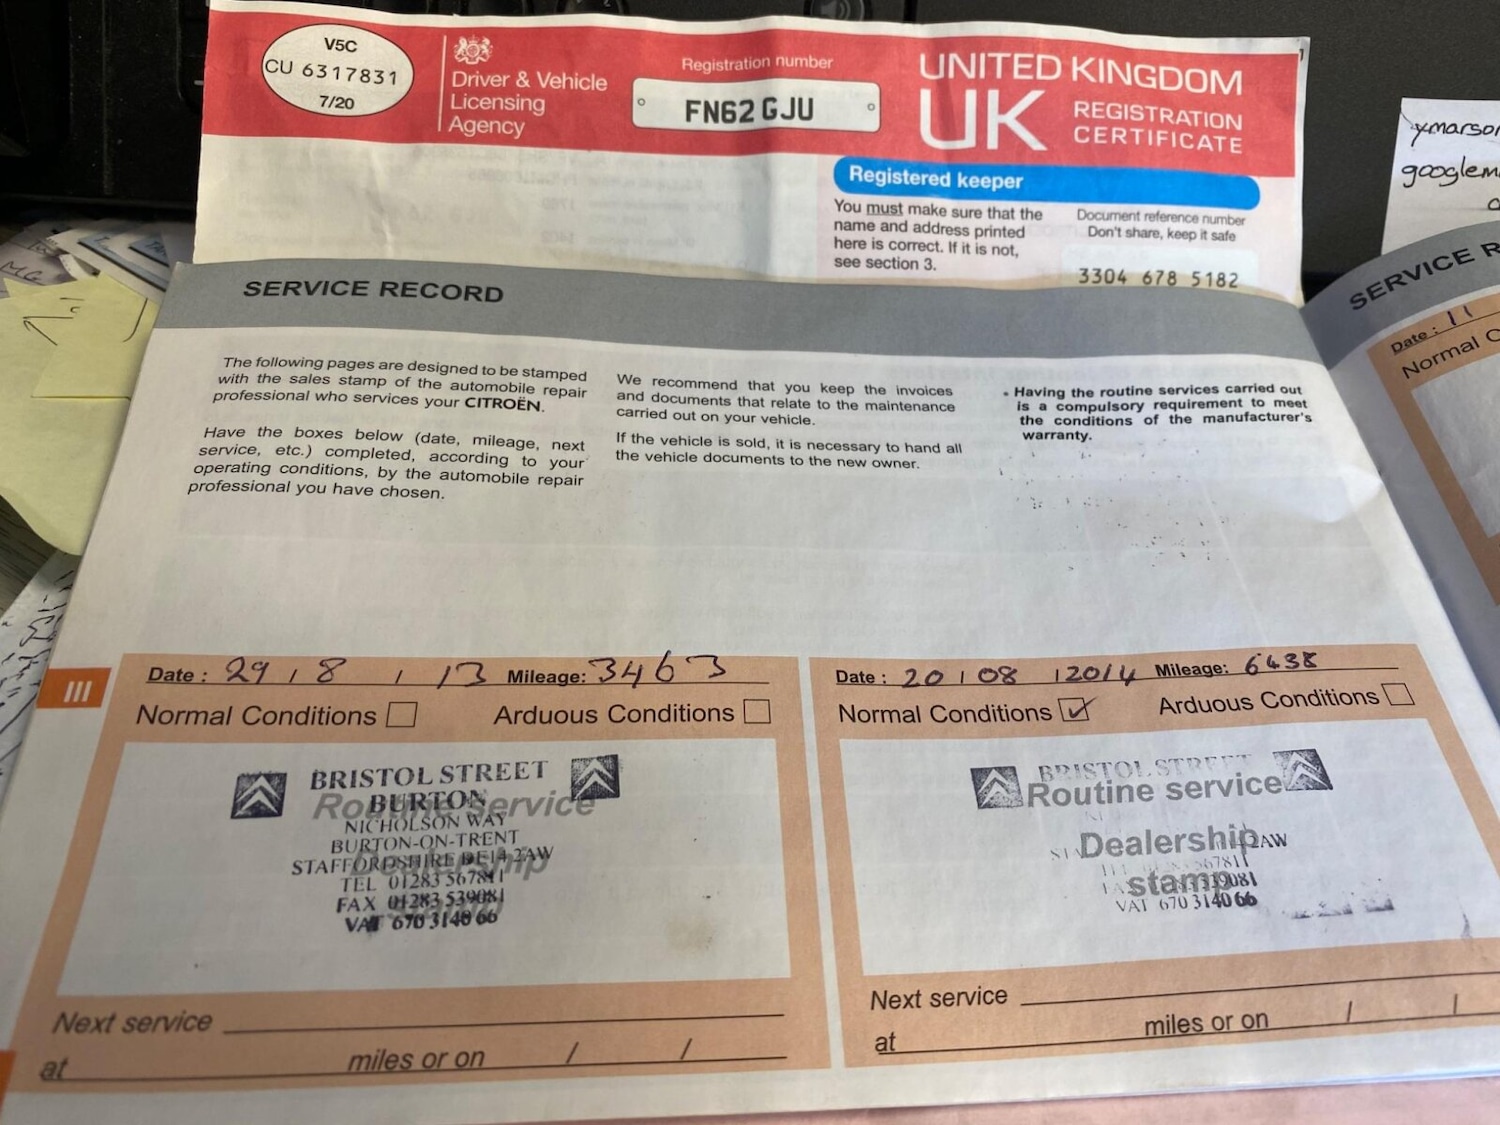 V5C
CU 6317831
7/20
Driver & Vehicle
Licensing
Agency
Registration number
FN62 GJU
UNITED KINGDOM
UK
REGISTRATION
CERTIFICATE
Registered keeper
You must make sure that the
name and address printed
here is correct. If it is not,
see section 3.
Document reference number
Don't share, keep it safe
3304 678 5182
googlem
MG
SERVICE RECORD
The following pages are designed to be stamped
with the sales stamp of the automobile repair
professional who services your CITROËN.
Have the boxes below (date, mileage, next
service, etc.) completed, according to your
operating conditions, by the automobile repair
professional you have chosen.
We recommend that you keep the invoices
and documents that relate to the maintenance
carried out on your vehicle.
If the vehicle is sold, it is necessary to hand all
the vehicle documents to the new owner.
• Having the routine services carried out
is a compulsory requirement to meet
the conditions of the manufacturer's
warranty.
III
Date : 29 / 8 / 13 Mileage: 3463
Normal Conditions
Arduous Conditions
Routine service
Dealership
stamp
BRISTOL STREET
BURTON
NICHOLSON WAY
BURTON-ON-TRENT
STAFFORDSHIRE DE14 2AW
TEL 01283 567811
FAX 01283 539081
VAT 670 3140 66
Next service
at
miles or on / /
Date : 20 / 08 / 2014 Mileage: 6438
Normal Conditions ✓
Arduous Conditions
BRISTOL STREET
Routine service
Dealership
2AW
stamp
VAT 670 3140 66
Next service
at
miles or on / /
SERVICE R
Date : 11
Normal C